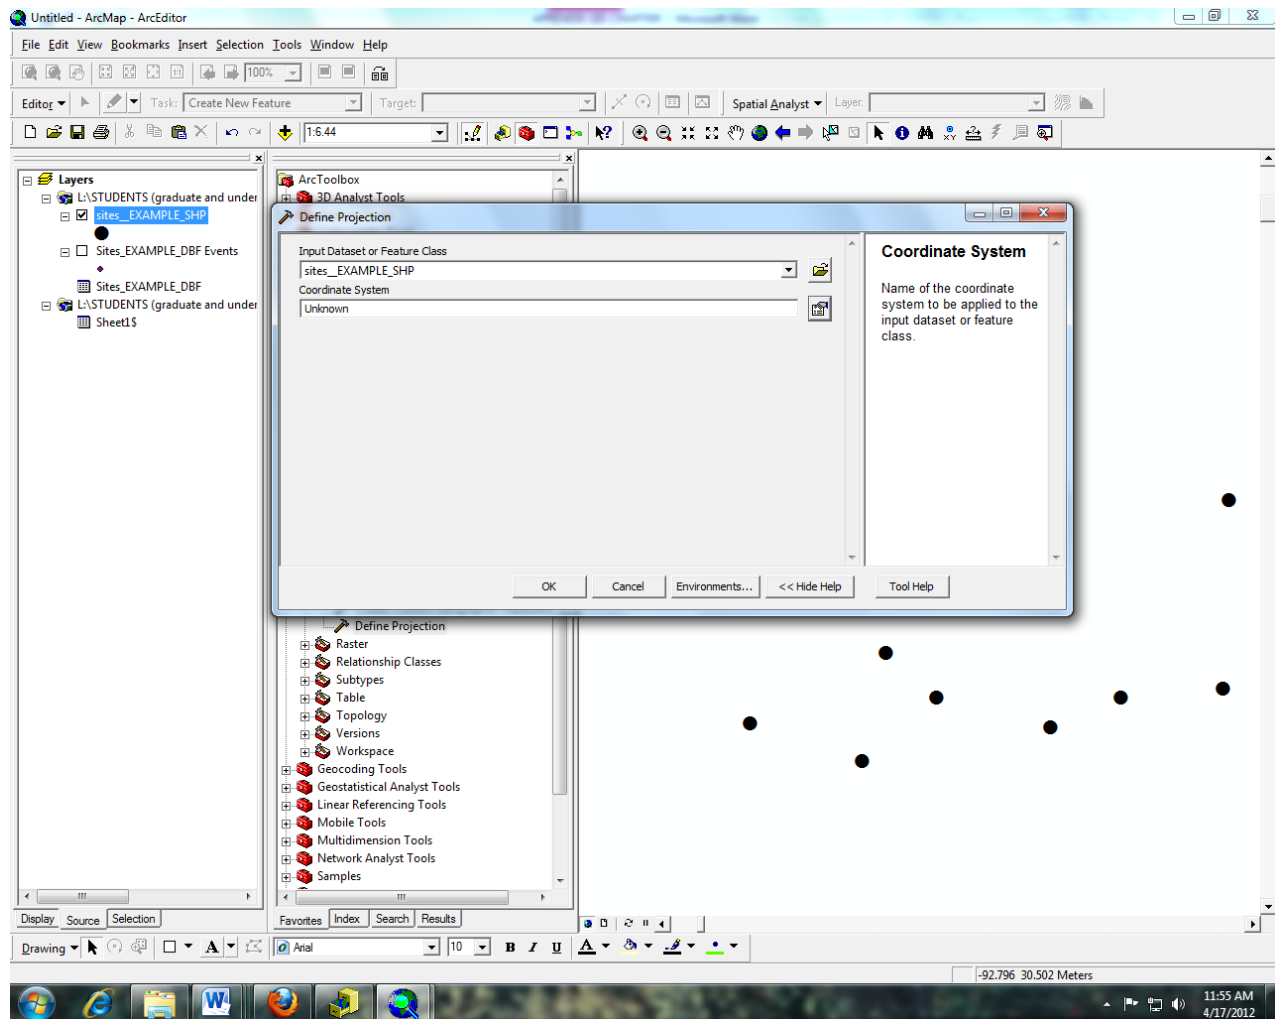 Untitled - ArcMap - ArcEditor
File Edit View Bookmarks Insert Selection Tools Window Help
100%
Editor Task: Create New Feature Target: Spatial Analyst Layer:
1:6.44
Layers
L:\STUDENTS (graduate and under
sites__EXAMPLE_SHP
Sites_EXAMPLE_DBF Events
Sites_EXAMPLE_DBF
L:\STUDENTS (graduate and under
Sheet1$
ArcToolbox
3D Analyst Tools
Define Projection
Input Dataset or Feature Class
sites__EXAMPLE_SHP
Coordinate System
Unknown
Coordinate System
Name of the coordinate
system to be applied to the
input dataset or feature
class.
OK Cancel Environments... << Hide Help Tool Help
Define Projection
Raster
Relationship Classes
Subtypes
Table
Topology
Versions
Workspace
Geocoding Tools
Geostatistical Analyst Tools
Linear Referencing Tools
Mobile Tools
Multidimension Tools
Network Analyst Tools
Samples
Display Source Selection
Favorites Index Search Results
Drawing A Arial 10 B I U A
-92.796 30.502 Meters
11:55 AM
4/17/2012